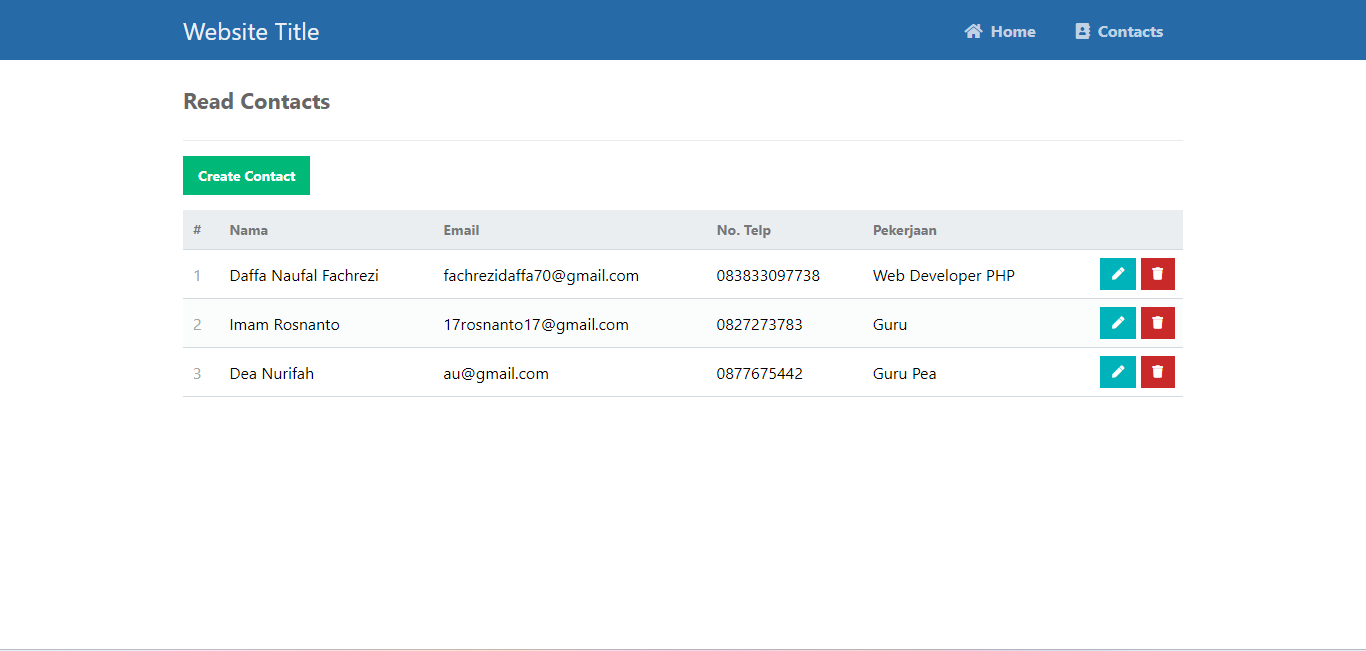 Website Title Home Contacts
Read Contacts
Create Contact
# Nama Email No. Telp Pekerjaan
1 Daffa Naufal Fachrezi fachrezidaffa70@gmail.com 083833097738 Web Developer PHP
2 Imam Rosnanto 17rosnanto17@gmail.com 0827273783 Guru
3 Dea Nurifah au@gmail.com 0877675442 Guru Pea